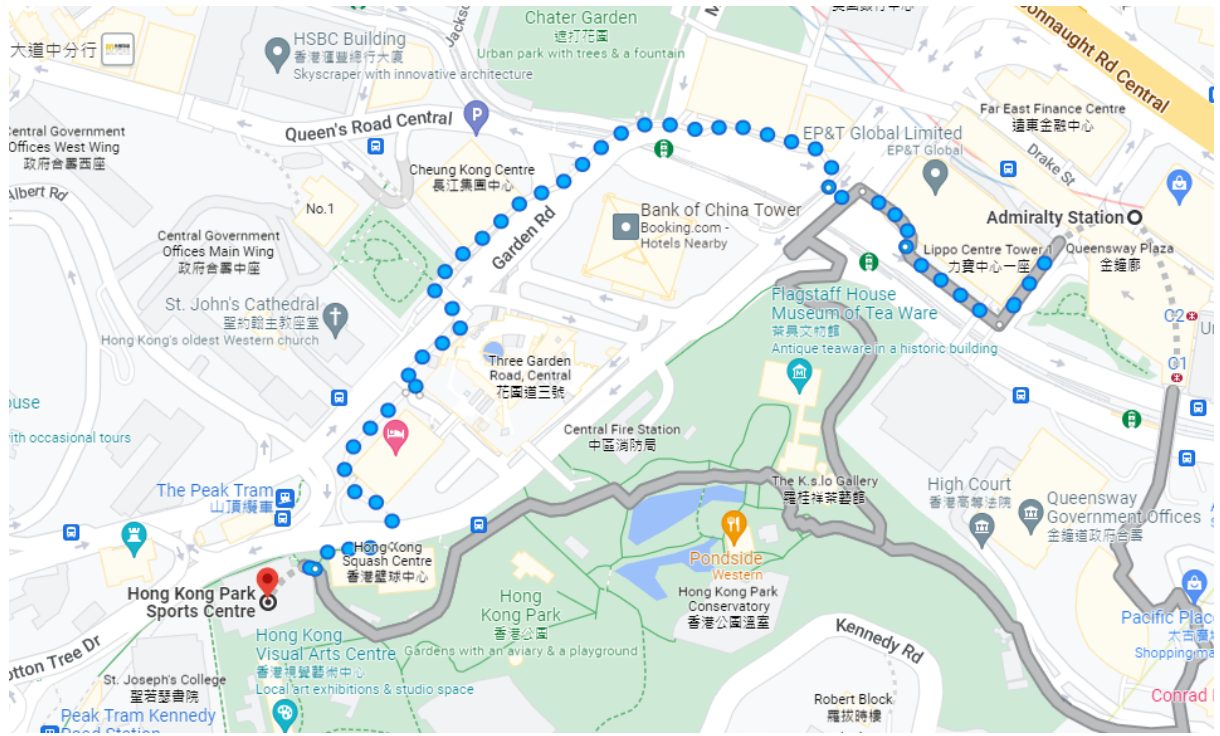 Jackso
Chater Garden
遮打花園
Urban park with trees & a fountain
Connaught Rd Central
大道中分行
HSBC Building
香港匯豐總行大廈
Skyscraper with innovative architecture
Queen's Road Central
P
Central Government
Offices West Wing
政府合署西座
Albert Rd
Cheung Kong Centre
長江集團中心
No.1
Garden Rd
EP&T Global Limited
EP&T Global
Far East Finance Centre
遠東金融中心
Drake St
Bank of China Tower
Booking.com -
Hotels Nearby
Admiralty Station
Lippo Centre Tower 1
力寶中心一座
Queensway Plaza
金鐘廊
Central Government
Offices Main Wing
政府合署中座
St. John's Cathedral
聖約翰主教座堂
Hong Kong's oldest Western church
Flagstaff House
Museum of Tea Ware
茶具文物館
Antique teaware in a historic building
C2
C1
Three Garden
Road, Central
花園道三號
ouse
with occasional tours
Central Fire Station
中區消防局
The Peak Tram
山頂纜車
The K.s.lo Gallery
羅桂祥茶藝館
High Court
香港高等法院
Queensway
Government Offices
金鐘道政府合署
Hong Kong
Squash Centre
香港壁球中心
Pondside
Western
Hong Kong Park
Conservatory
香港公園溫室
Hong Kong Park
Sports Centre
Hong
Kong Park
香港公園
Gardens with an aviary & a playground
Hong Kong
Visual Arts Centre
香港視覺藝術中心
Local art exhibitions & studio space
Kennedy Rd
Pacific Place
太古廣場
Shopping ma
otton Tree Dr
St. Joseph's College
聖若瑟書院
Robert Block
羅拔時樓
Conrad
Peak Tram Kennedy
Road Station